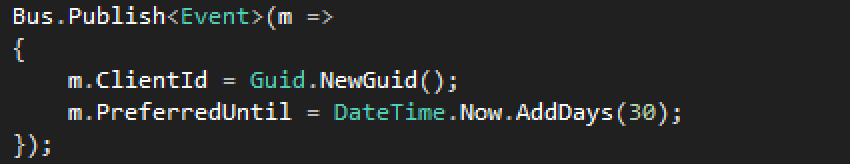 Bus.Publish<Event>(m =>
{
    m.ClientId = Guid.NewGuid();
    m.PreferredUntil = DateTime.Now.AddDays(30);
});